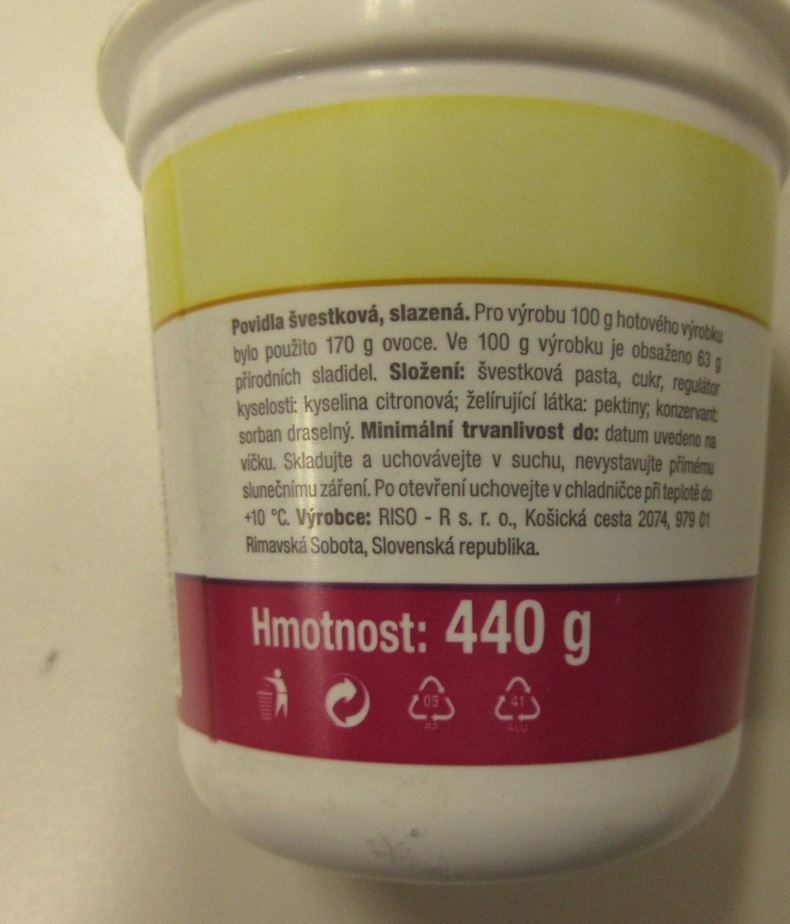 Povidla švestková, slazená. Pro výrobu 100 g hotového výrobku
bylo použito 170 g ovoce. Ve 100 g výrobku je obsaženo 63 g
přírodních sladidel. Složení: švestková pasta, cukr, regulátor
kyselosti: kyselina citronová; želírující látka: pektiny; konzervant:
sorban draselný. Minimální trvanlivost do: datum uvedeno na
víčku. Skladujte a uchovávejte v suchu, nevystavujte přímému
slunečnímu záření. Po otevření uchovejte v chladničce při teplotě do
+10 °C. Výrobce: RISO - R s. r. o., Košická cesta 2074, 979 01
Rimavská Sobota, Slovenská republika.
Hmotnost: 440 g
05 41
PP ALU